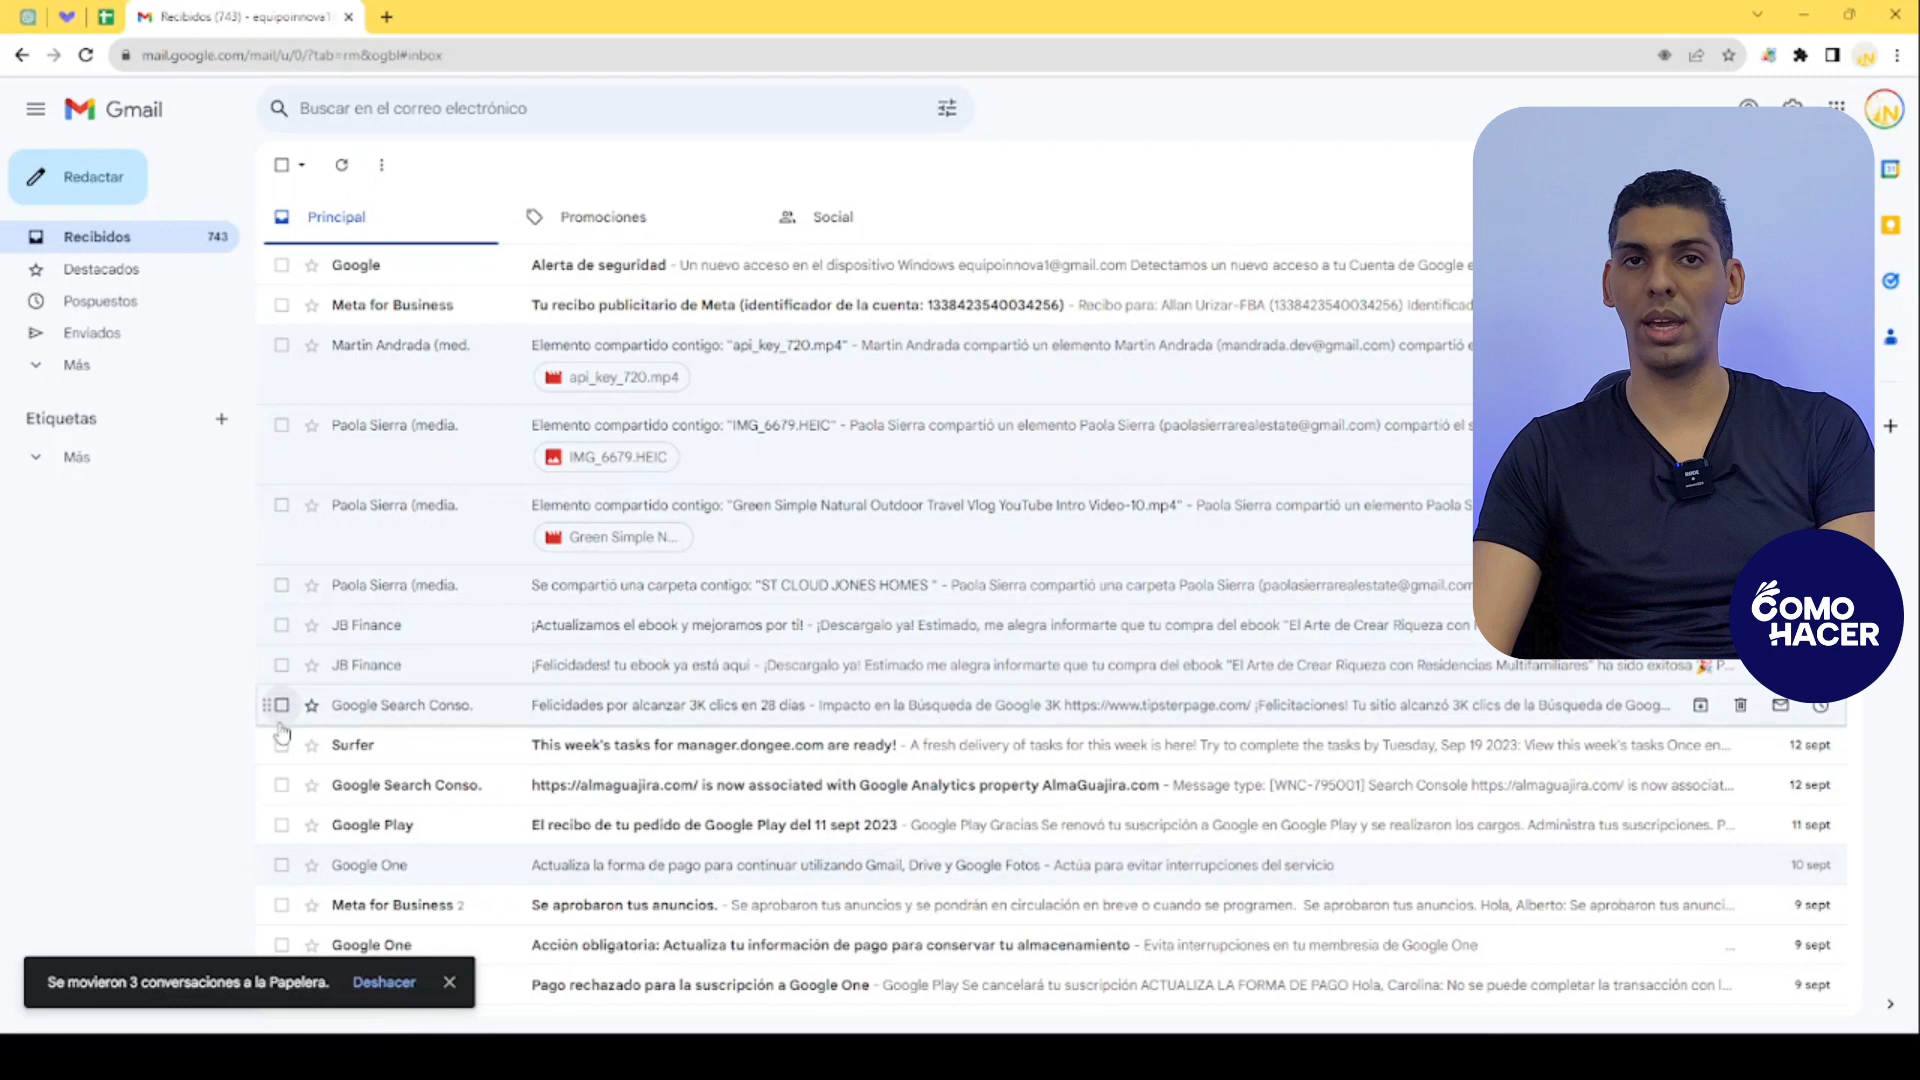 Recibidos (743) - equipoinnova1
mail.google.com/mail/u/0/?tab=rm&ogbl#inbox
Gmail
Buscar en el correo electrónico
Redactar
Recibidos 743
Destacados
Pospuestos
Enviados
Más
Etiquetas
Más
Principal Promociones Social
Google Alerta de seguridad - Un nuevo acceso en el dispositivo Windows equipoinnova1@gmail.com Detectamos un nuevo acceso a tu Cuenta de Google e
Meta for Business Tu recibo publicitario de Meta (identificador de la cuenta: 1338423540034256) - Recibo para: Allan Urizar-FBA (1338423540034256) Identificad
Martin Andrada (med. Elemento compartido contigo: "api_key_720.mp4" - Martin Andrada compartió un elemento Martin Andrada (mandrada.dev@gmail.com) compartió e
api_key_720.mp4
Paola Sierra (media. Elemento compartido contigo: "IMG_6679.HEIC" - Paola Sierra compartió un elemento Paola Sierra (paolasierrarealestate@gmail.com) compartió el s
IMG_6679.HEIC
Paola Sierra (media. Elemento compartido contigo: "Green Simple Natural Outdoor Travel Vlog YouTube Intro Video-10.mp4" - Paola Sierra compartió un elemento Paola S
Green Simple N...
Paola Sierra (media. Se compartió una carpeta contigo: "ST CLOUD JONES HOMES " - Paola Sierra compartió una carpeta Paola Sierra (paolasierrarealestate@gmail.com
JB Finance ¡Actualizamos el ebook y mejoramos por ti! - ¡Descargalo ya! Estimado, me alegra informarte que tu compra del ebook "El Arte de Crear Riqueza con
JB Finance ¡Felicidades! tu ebook ya está aqui - ¡Descargalo ya! Estimado me alegra informarte que tu compra del ebook "El Arte de Crear Riqueza con Residencias Multifamiliares" ha sido exitosa 🎉 P...
Google Search Conso. Felicidades por alcanzar 3K clics en 28 días - Impacto en la Búsqueda de Google 3K https://www.tipsterpage.com/ ¡Felicitaciones! Tu sitio alcanzó 3K clics de la Búsqueda de Goog...
Surfer This week's tasks for manager.dongee.com are ready! - A fresh delivery of tasks for this week is here! Try to complete the tasks by Tuesday, Sep 19 2023: View this week's tasks Once en... 12 sept
Google Search Conso. https://almaguajira.com/ is now associated with Google Analytics property AlmaGuajira.com - Message type: [WNC-795001] Search Console https://almaguajira.com/ is now associat... 12 sept
Google Play El recibo de tu pedido de Google Play del 11 sept 2023 - Google Play Gracias Se renovó tu suscripción a Google en Google Play y se realizaron los cargos. Administra tus suscripciones. P... 11 sept
Google One Actualiza la forma de pago para continuar utilizando Gmail, Drive y Google Fotos - Actúa para evitar interrupciones del servicio 10 sept
Meta for Business 2 Se aprobaron tus anuncios. - Se aprobaron tus anuncios y se pondrán en circulación en breve o cuando se programen. Se aprobaron tus anuncios. Hola, Alberto: Se aprobaron tus anunci... 9 sept
Google One Acción obligatoria: Actualiza tu información de pago para conservar tu almacenamiento - Evita interrupciones en tu membresía de Google One ... 9 sept
Pago rechazado para la suscripción a Google One - Google Play Se cancelará tu suscripción ACTUALIZA LA FORMA DE PAGO Hola, Carolina: No se puede completar la transacción con l... 9 sept
Se movieron 3 conversaciones a la Papelera. Deshacer
RODE
COMO
HACER